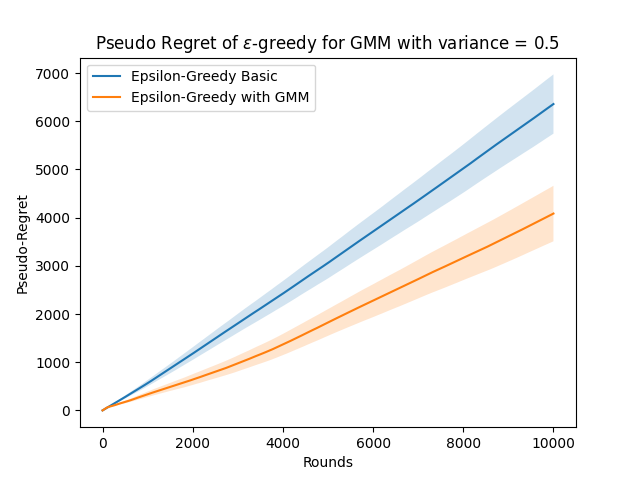 Pseudo Regret of ε-greedy for GMM with variance = 0.5
Epsilon-Greedy Basic
Epsilon-Greedy with GMM
Pseudo-Regret
7000
6000
5000
4000
3000
2000
1000
0
0 2000 4000 6000 8000 10000
Rounds